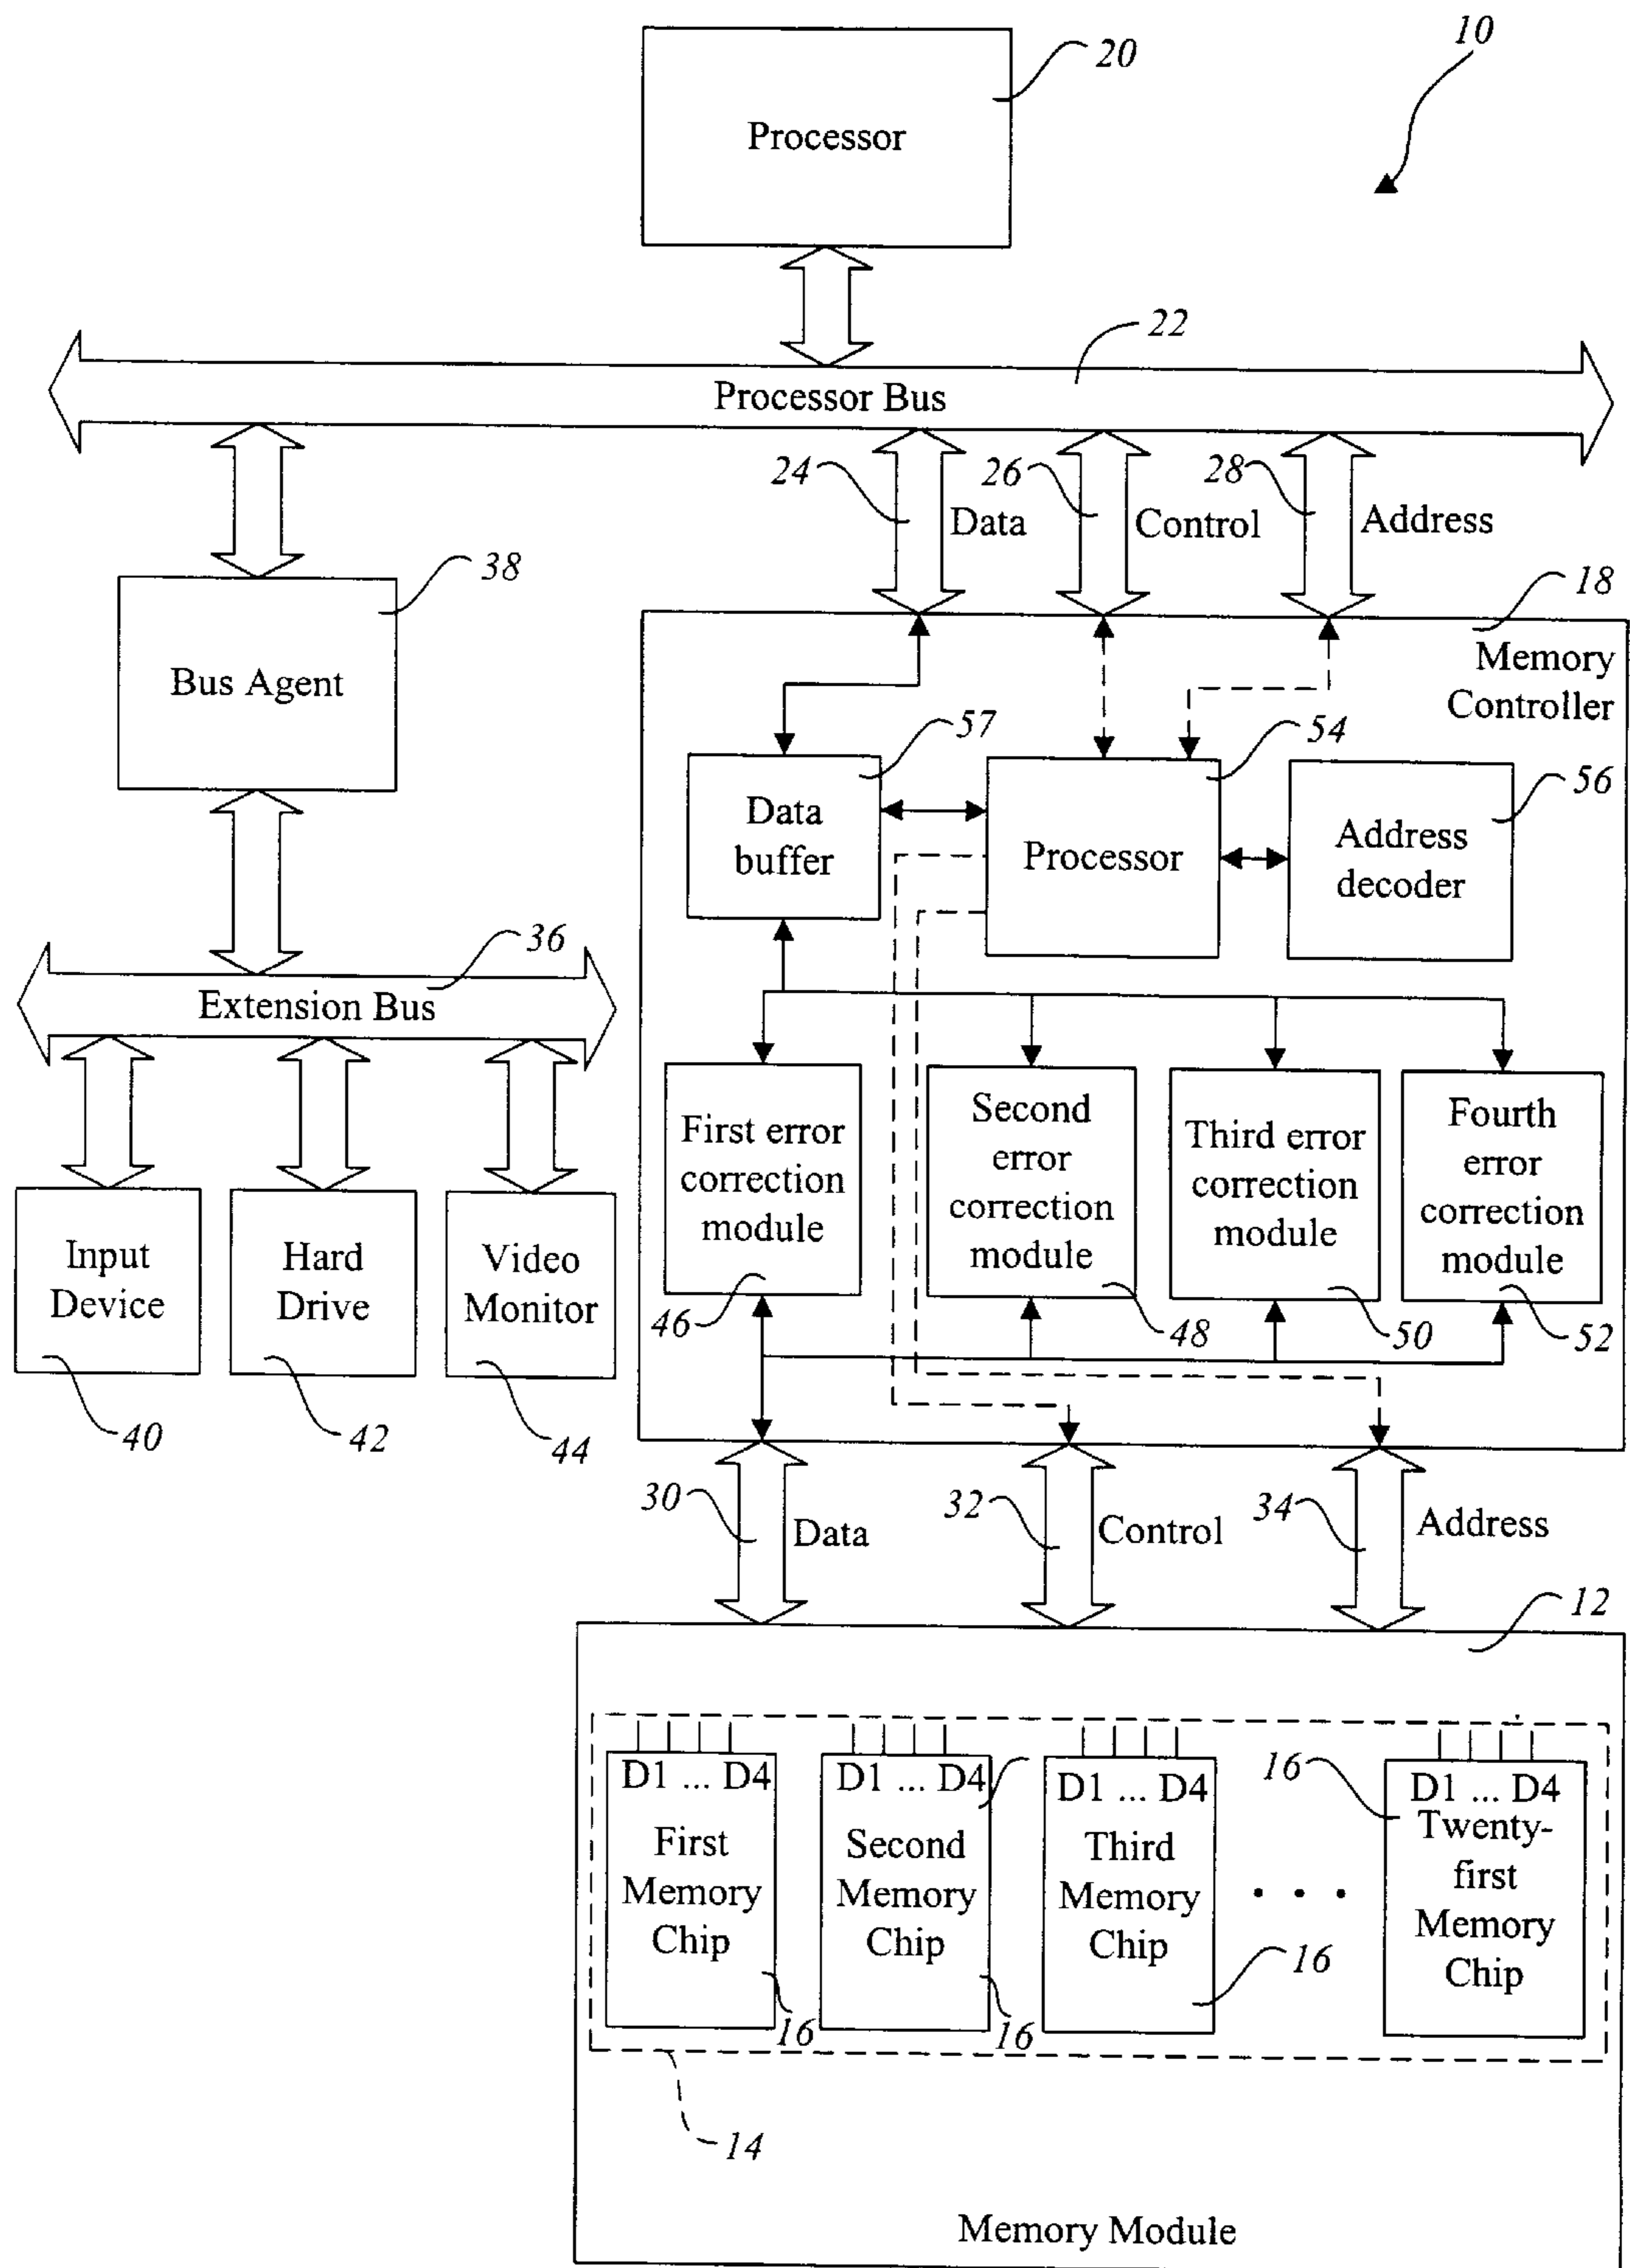 10
20
Processor
22
Processor Bus
24
Data
26
Control
28
Address
38
Bus Agent
18
Memory
Controller
57
Data
buffer
54
Processor
56
Address
decoder
36
Extension Bus
First error
correction
module
46
Second
error
correction
module
48
Third error
correction
module
50
Fourth
error
correction
module
52
Input
Device
40
Hard
Drive
42
Video
Monitor
44
30
Data
32
Control
34
Address
12
D1 ... D4
First
Memory
Chip
16
D1 ... D4
Second
Memory
Chip
16
D1 ... D4
Third
Memory
Chip
16
. . .
16
D1 ... D4
Twenty-
first
Memory
Chip
14
Memory Module